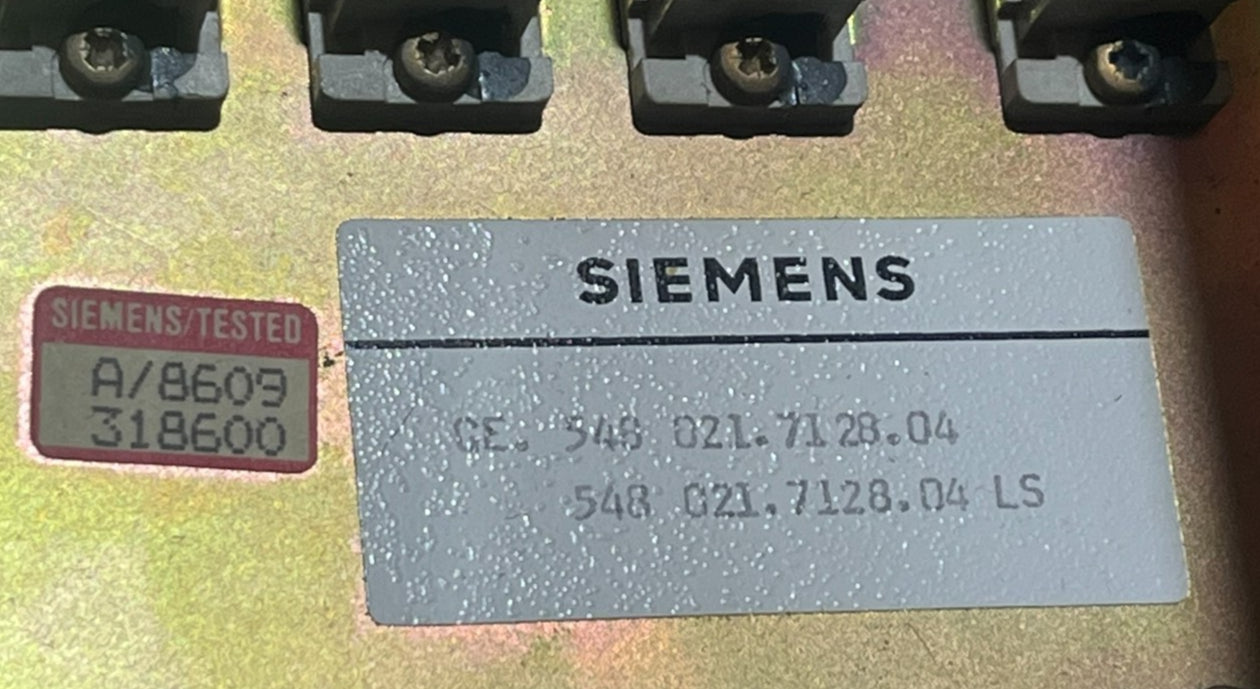 SIEMENS/TESTED
A/8609
318600
SIEMENS
GE. 548 021.7128.04
548 021.7128.04 LS